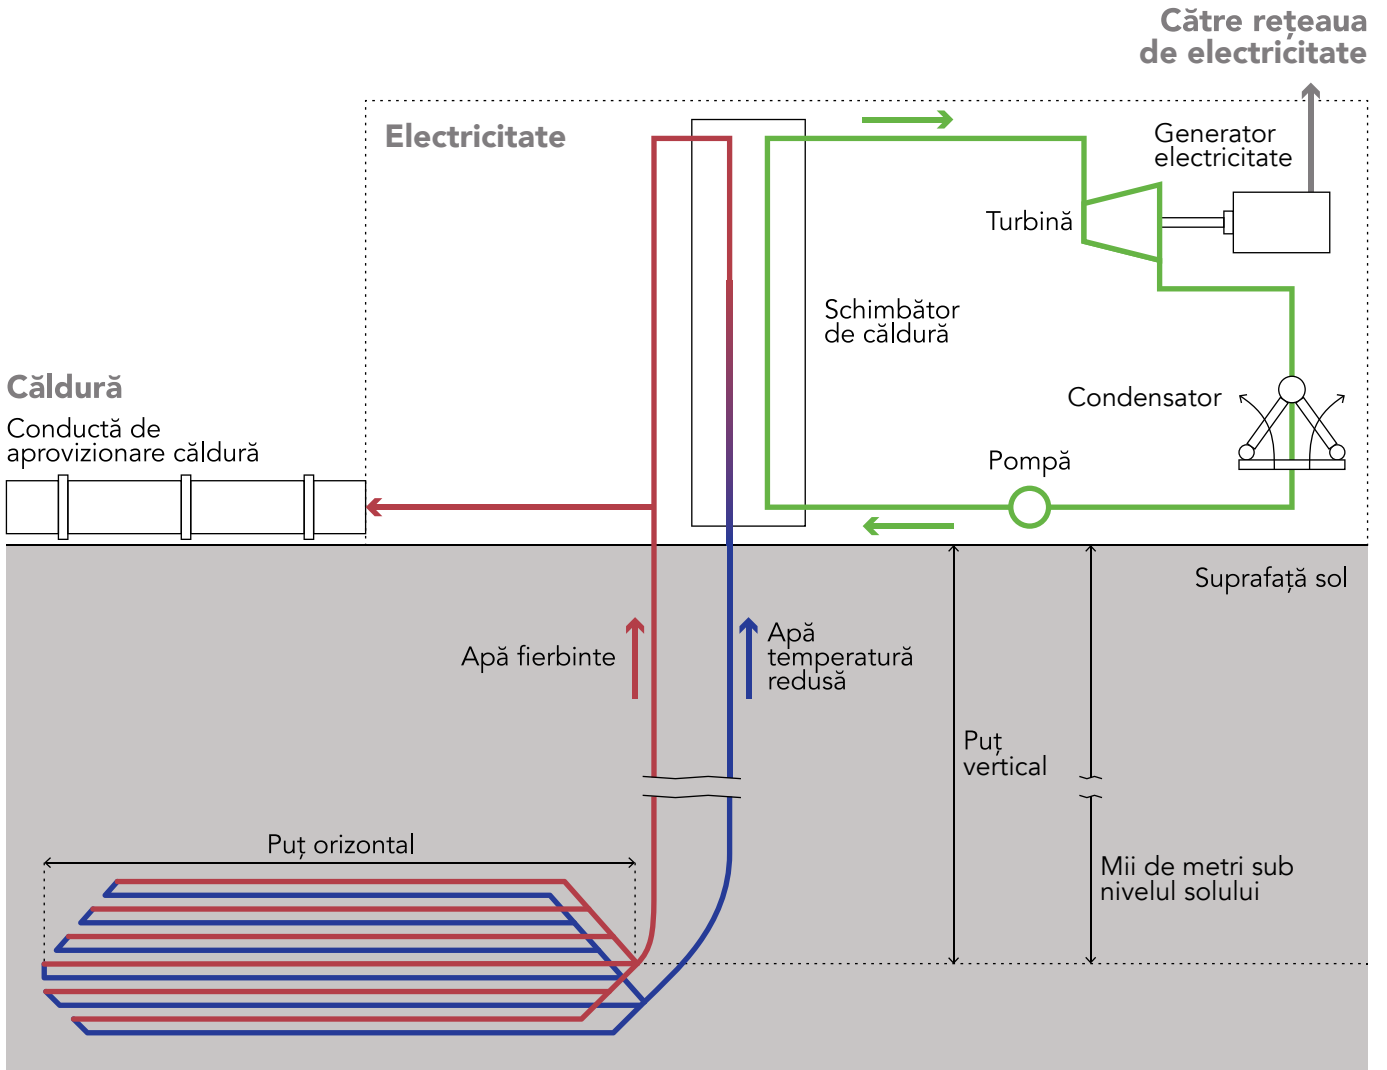 Către rețeaua
de electricitate
Electricitate
Generator
electricitate
Turbină
Schimbător
de căldură
Căldură
Conductă de
aprovizionare căldură
Condensator
Pompă
Suprafață sol
Apă fierbinte
Apă
temperatură
redusă
Puț
vertical
Puț orizontal
Mii de metri sub
nivelul solului